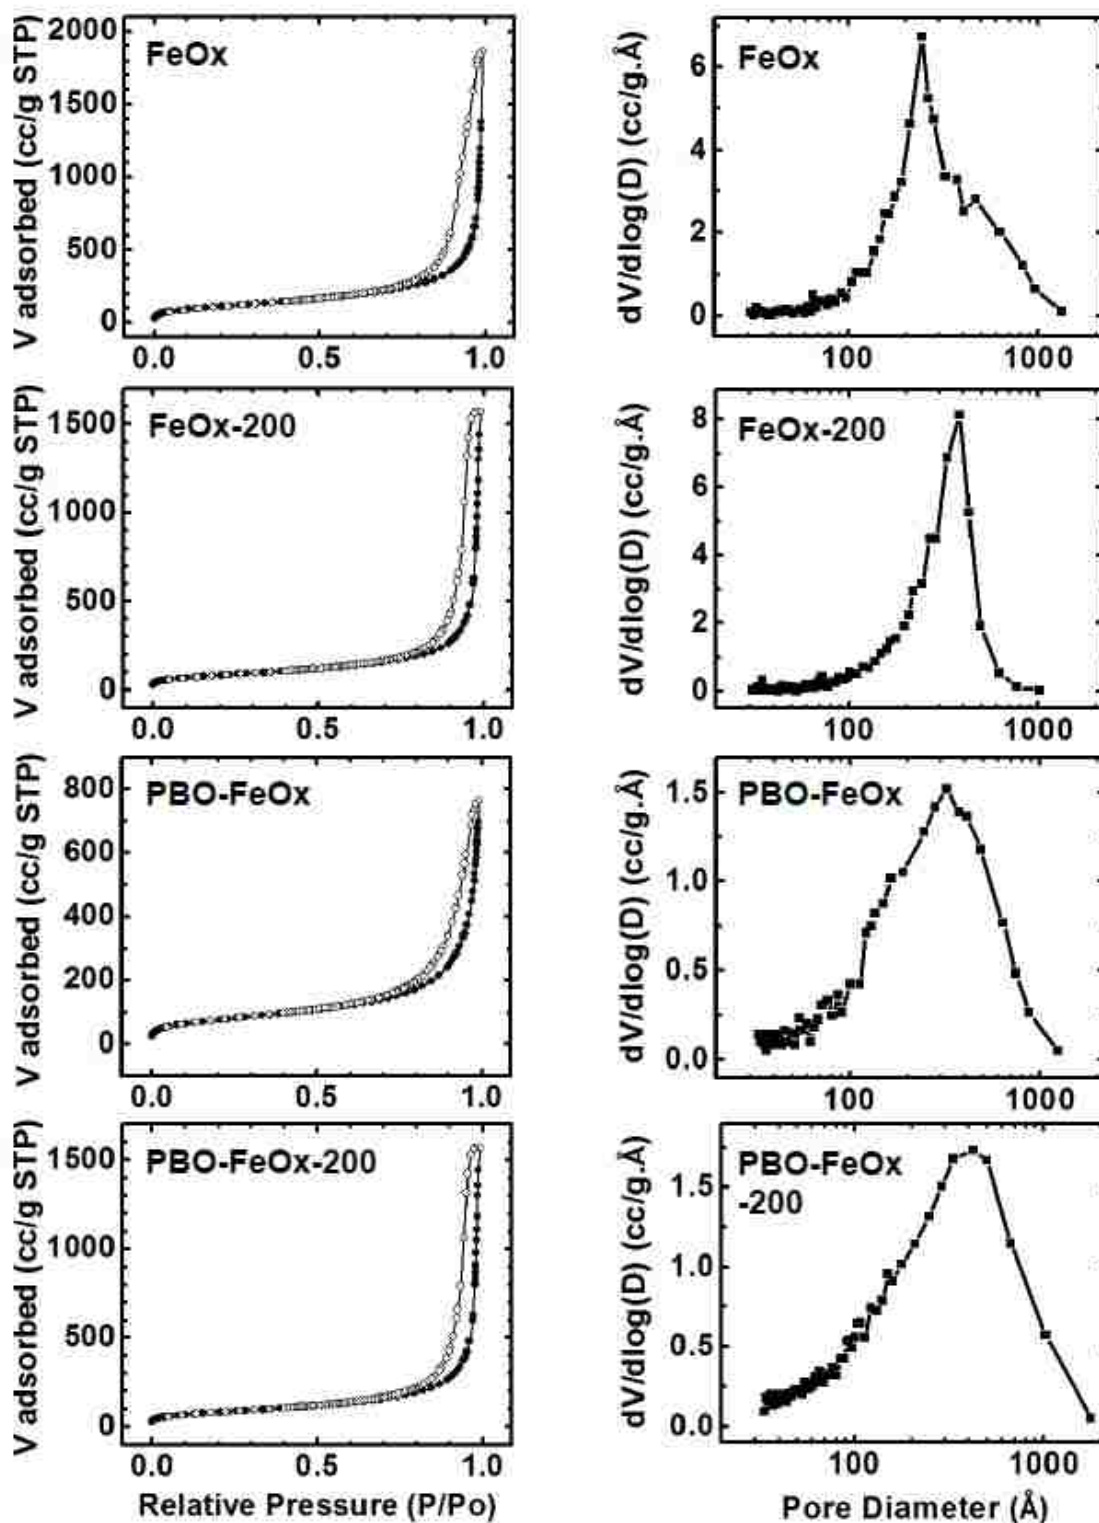 V adsorbed (cc/g STP)
2000
1500
1000
500
0
FeOx
0.0 0.5 1.0
dV/dlog(D) (cc/g.Å)
6
4
2
0
FeOx
100 1000
V adsorbed (cc/g STP)
1500
1000
500
0
FeOx-200
0.0 0.5 1.0
dV/dlog(D) (cc/g.Å)
8
6
4
2
0
FeOx-200
100 1000
V adsorbed (cc/g STP)
800
600
400
200
0
PBO-FeOx
0.0 0.5 1.0
dV/dlog(D) (cc/g.Å)
1.5
1.0
0.5
0.0
PBO-FeOx
100 1000
V adsorbed (cc/g STP)
1500
1000
500
0
PBO-FeOx-200
0.0 0.5 1.0
Relative Pressure (P/Po)
dV/dlog(D) (cc/g.Å)
1.5
1.0
0.5
0.0
PBO-FeOx
-200
100 1000
Pore Diameter (Å)